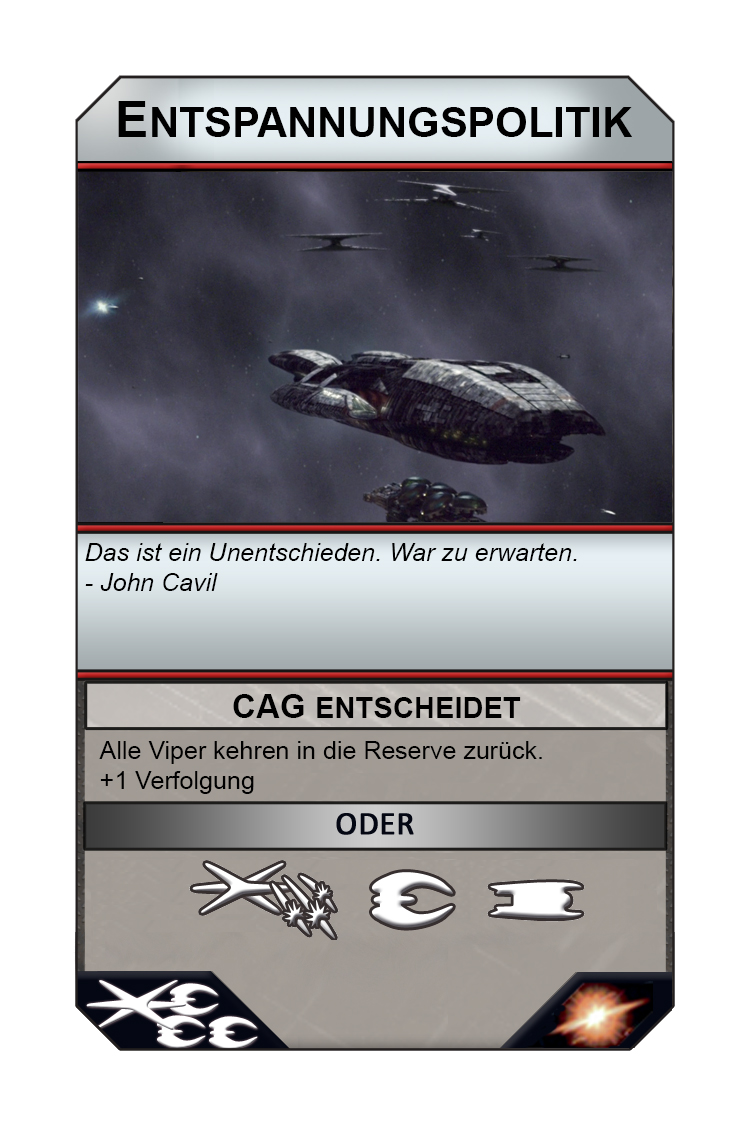 ENTSPANNUNGSPOLITIK
Das ist ein Unentschieden. War zu erwarten.
- John Cavil
CAG ENTSCHEIDET
Alle Viper kehren in die Reserve zurück.
+1 Verfolgung
ODER